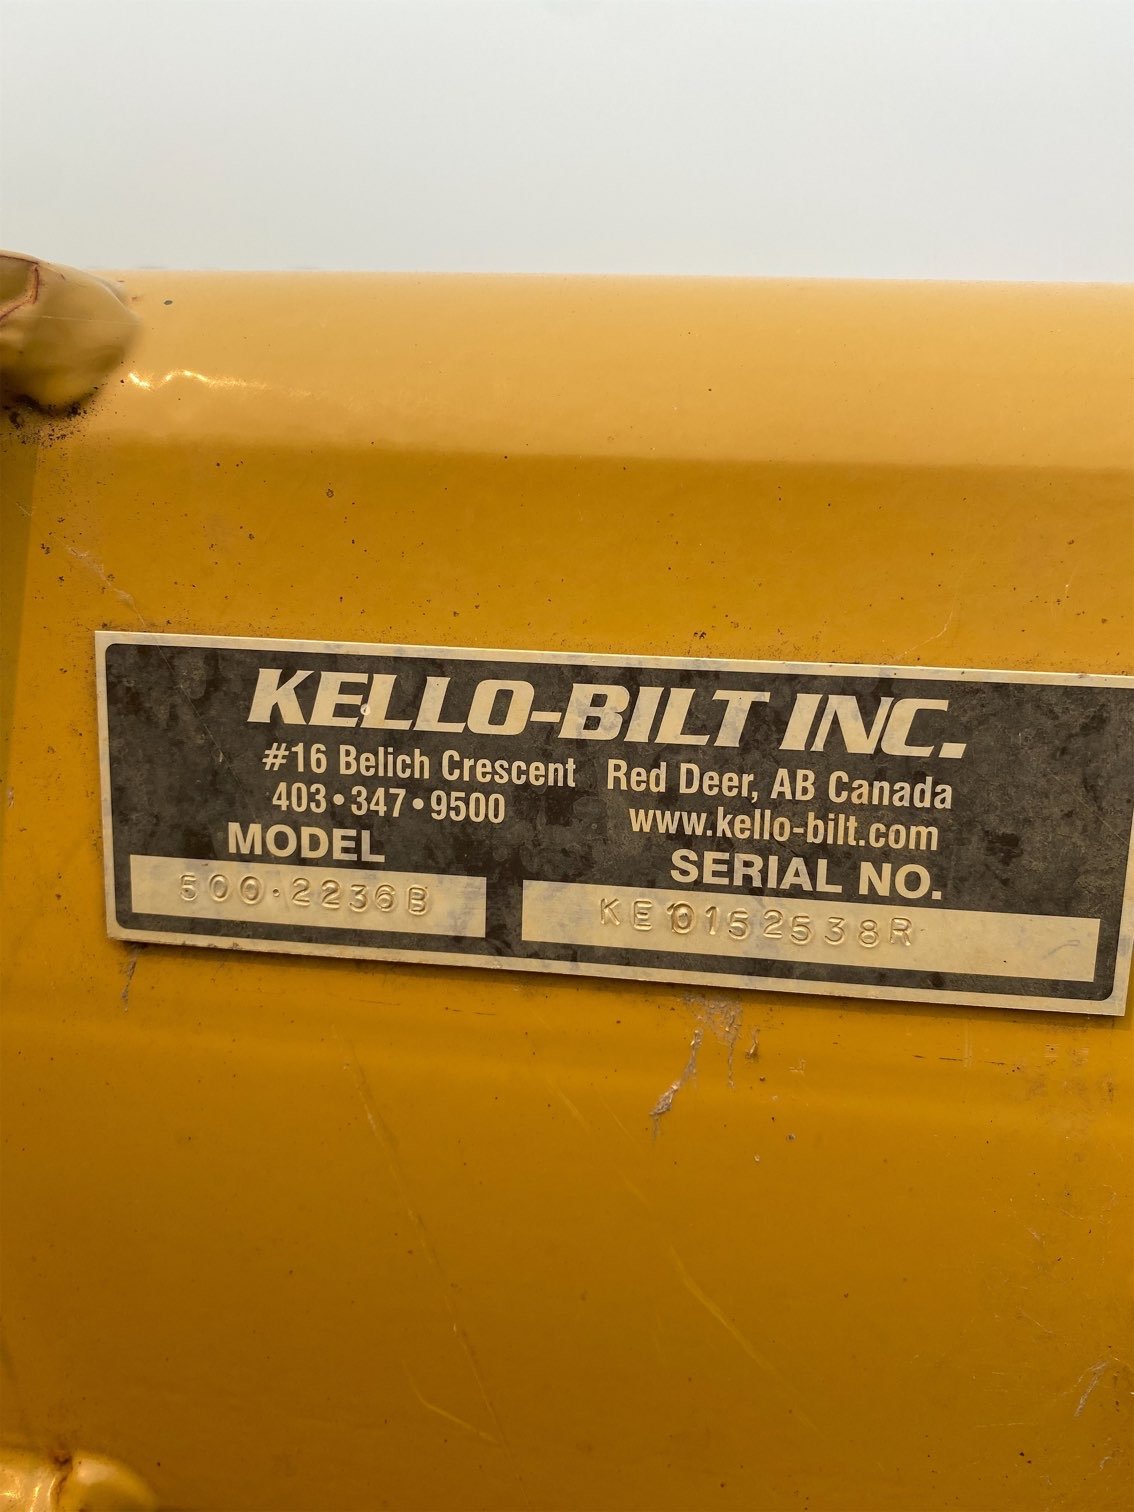 KELLO-BILT INC.
#16 Belich Crescent Red Deer, AB Canada
403•347•9500 www.kello-bilt.com
MODEL SERIAL NO.
500·2236B KE0152538R